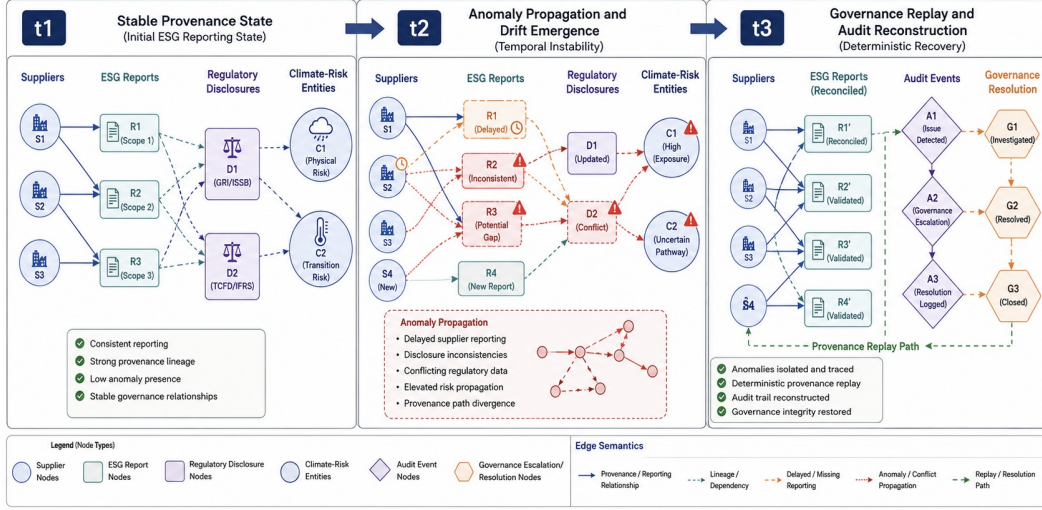 t1
Stable Provenance State
(Initial ESG Reporting State)
Suppliers
ESG Reports
Regulatory
Disclosures
Climate-Risk
Entities
S1
S2
S3
R1
(Scope 1)
R2
(Scope 2)
R3
(Scope 3)
D1
(GRI/ISSB)
D2
(TCFD/IFRS)
C1
(Physical
Risk)
C2
(Transition
Risk)
Consistent reporting
Strong provenance lineage
Low anomaly presence
Stable governance relationships
t2
Anomaly Propagation and
Drift Emergence
(Temporal Instability)
Suppliers
ESG Reports
Regulatory
Disclosures
Climate-Risk
Entities
S1
S2
S3
S4
(New)
R1
(Delayed)
R2
(Inconsistent)
R3
(Potential
Gap)
R4
(New Report)
D1
(Updated)
D2
(Conflict)
C1
(High
Exposure)
C2
(Uncertain
Pathway)
Anomaly Propagation
• Delayed supplier reporting
• Disclosure inconsistencies
• Conflicting regulatory data
• Elevated risk propagation
• Provenance path divergence
t3
Governance Replay and
Audit Reconstruction
(Deterministic Recovery)
Suppliers
ESG Reports
(Reconciled)
Audit Events
Governance
Resolution
S1
S2
S3
Ŝ4
R1'
(Reconciled)
R2'
(Validated)
R3'
(Validated)
R4'
(Validated)
A1
(Issue
Detected)
A2
(Governance
Escalation)
A3
(Resolution
Logged)
G1
(Investigated)
G2
(Resolved)
G3
(Closed)
Provenance Replay Path
Anomalies isolated and traced
Deterministic provenance replay
Audit trail reconstructed
Governance integrity restored
Legend (Node Types)
Supplier
Nodes
ESG Report
Nodes
Regulatory Disclosure
Nodes
Climate-Risk
Entities
Audit Event
Nodes
Governance Escalation/
Resolution Nodes
Edge Semantics
Provenance / Reporting
Relationship
Lineage /
Dependency
Delayed / Missing
Reporting
Anomaly / Conflict
Propagation
Replay / Resolution
Path